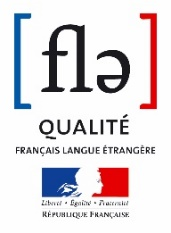 [flə]
QUALITÉ
FRANÇAIS LANGUE ÉTRANGÈRE
Liberté • Égalité • Fraternité
RÉPUBLIQUE FRANÇAISE